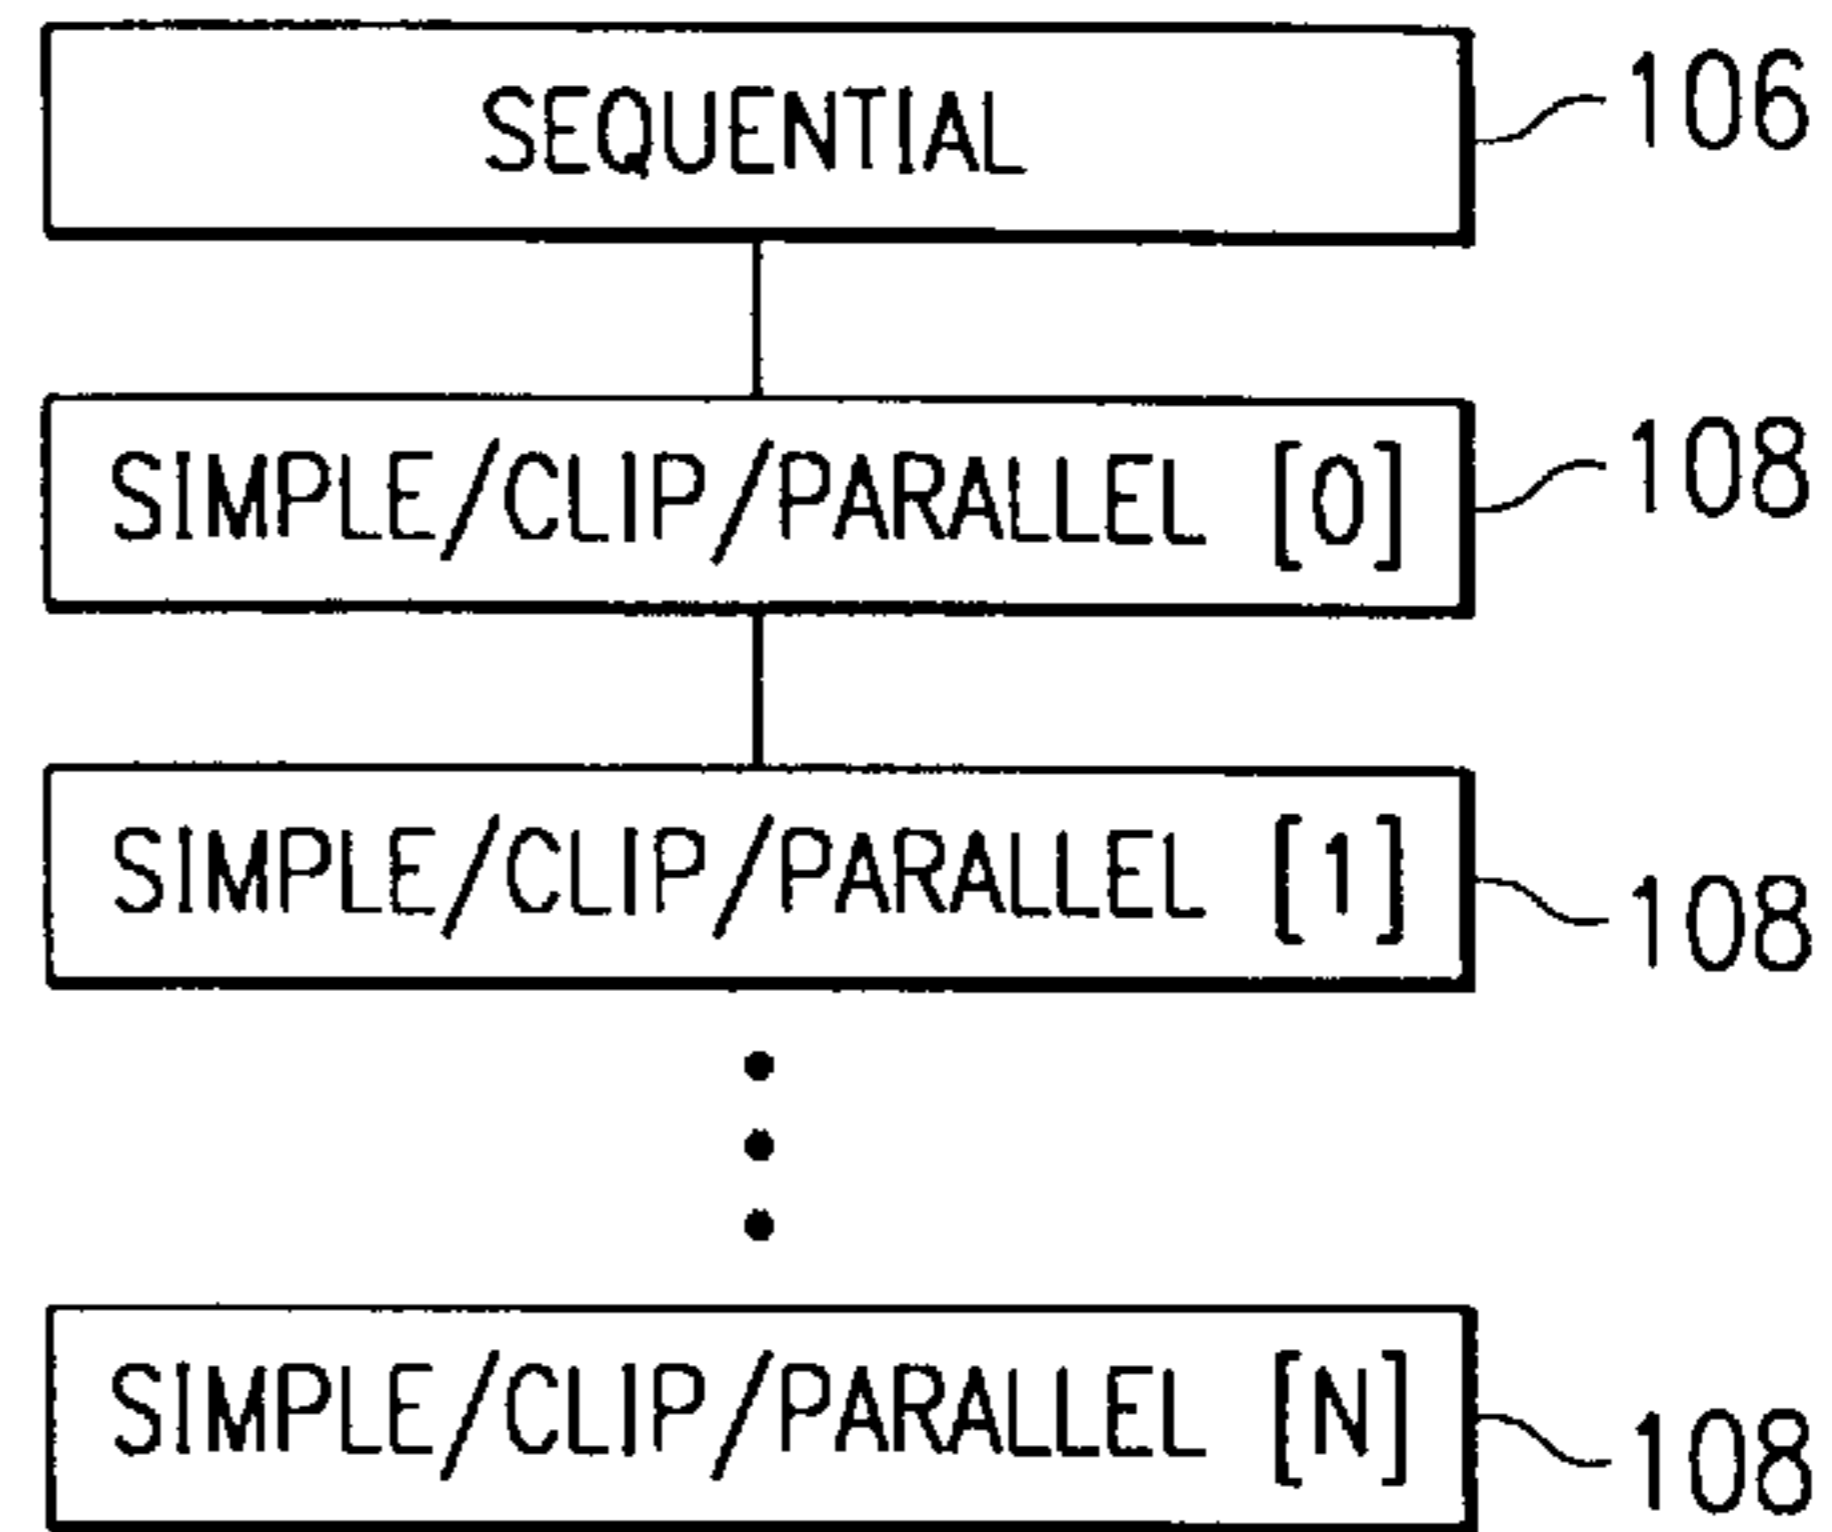 SEQUENTIAL 106
SIMPLE/CLIP/PARALLEL [0] 108
SIMPLE/CLIP/PARALLEL [1] 108
SIMPLE/CLIP/PARALLEL [N] 108